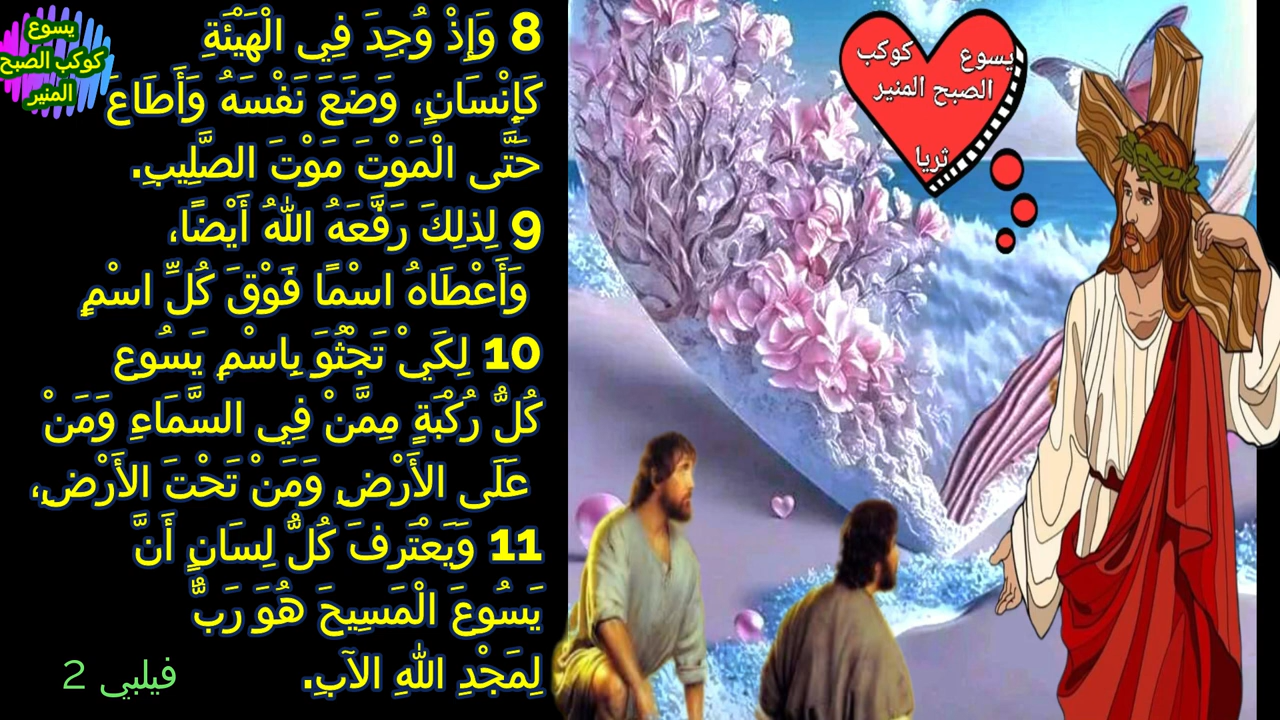 يسوع
كوكب الصبح
المنير
8 وَإِذْ وُجِدَ فِي الْهَيْئَةِ
كَإِنْسَانٍ، وَضَعَ نَفْسَهُ وَأَطَاعَ
حَتَّى الْمَوْتَ مَوْتَ الصَّلِيبِ.
9 لِذلِكَ رَفَّعَهُ اللهُ أَيْضًا،
وَأَعْطَاهُ اسْمًا فَوْقَ كُلِّ اسْمٍ
10 لِكَيْ تَجْثُوَ بِاسْمِ يَسُوع
كُلُّ رُكْبَةٍ مِمَّنْ فِي السَّمَاءِ وَمَنْ
عَلَى الأَرْضِ وَمَنْ تَحْتَ الأَرْضِ،
11 وَيَعْتَرِفَ كُلُّ لِسَانٍ أَنَّ
يَسُوعَ الْمَسِيحَ هُوَ رَبٌّ
لِمَجْدِ اللهِ الآبِ.
فيلبي 2
يسوع كوكب
الصبح المنير
ثريا